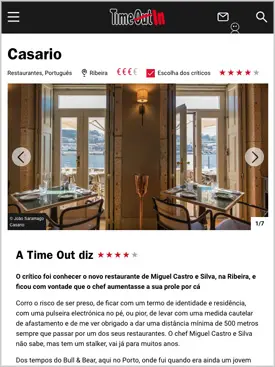 TimeOut In
Casario
Restaurantes, Português Ribeira €€€€ Escolha dos críticos
© João Saramago
Casario
1/7
A Time Out diz
O crítico foi conhecer o novo restaurante de Miguel Castro e Silva, na Ribeira, e
ficou com vontade que o chef aumentasse a sua prole por cá
Corro o risco de ser preso, de ficar com um termo de identidade e residência,
com uma pulseira electrónica no pé, ou pior, de levar com uma medida cautelar
de afastamento e de me ver obrigado a dar uma distância mínima de 500 metros
sempre que passar por um dos seus restaurantes. O chef Miguel Castro e Silva
não sabe, mas tem um stalker, vai já para muitos anos.
Dos tempos do Bull & Bear, aqui no Porto, onde fui quando era ainda um jovem